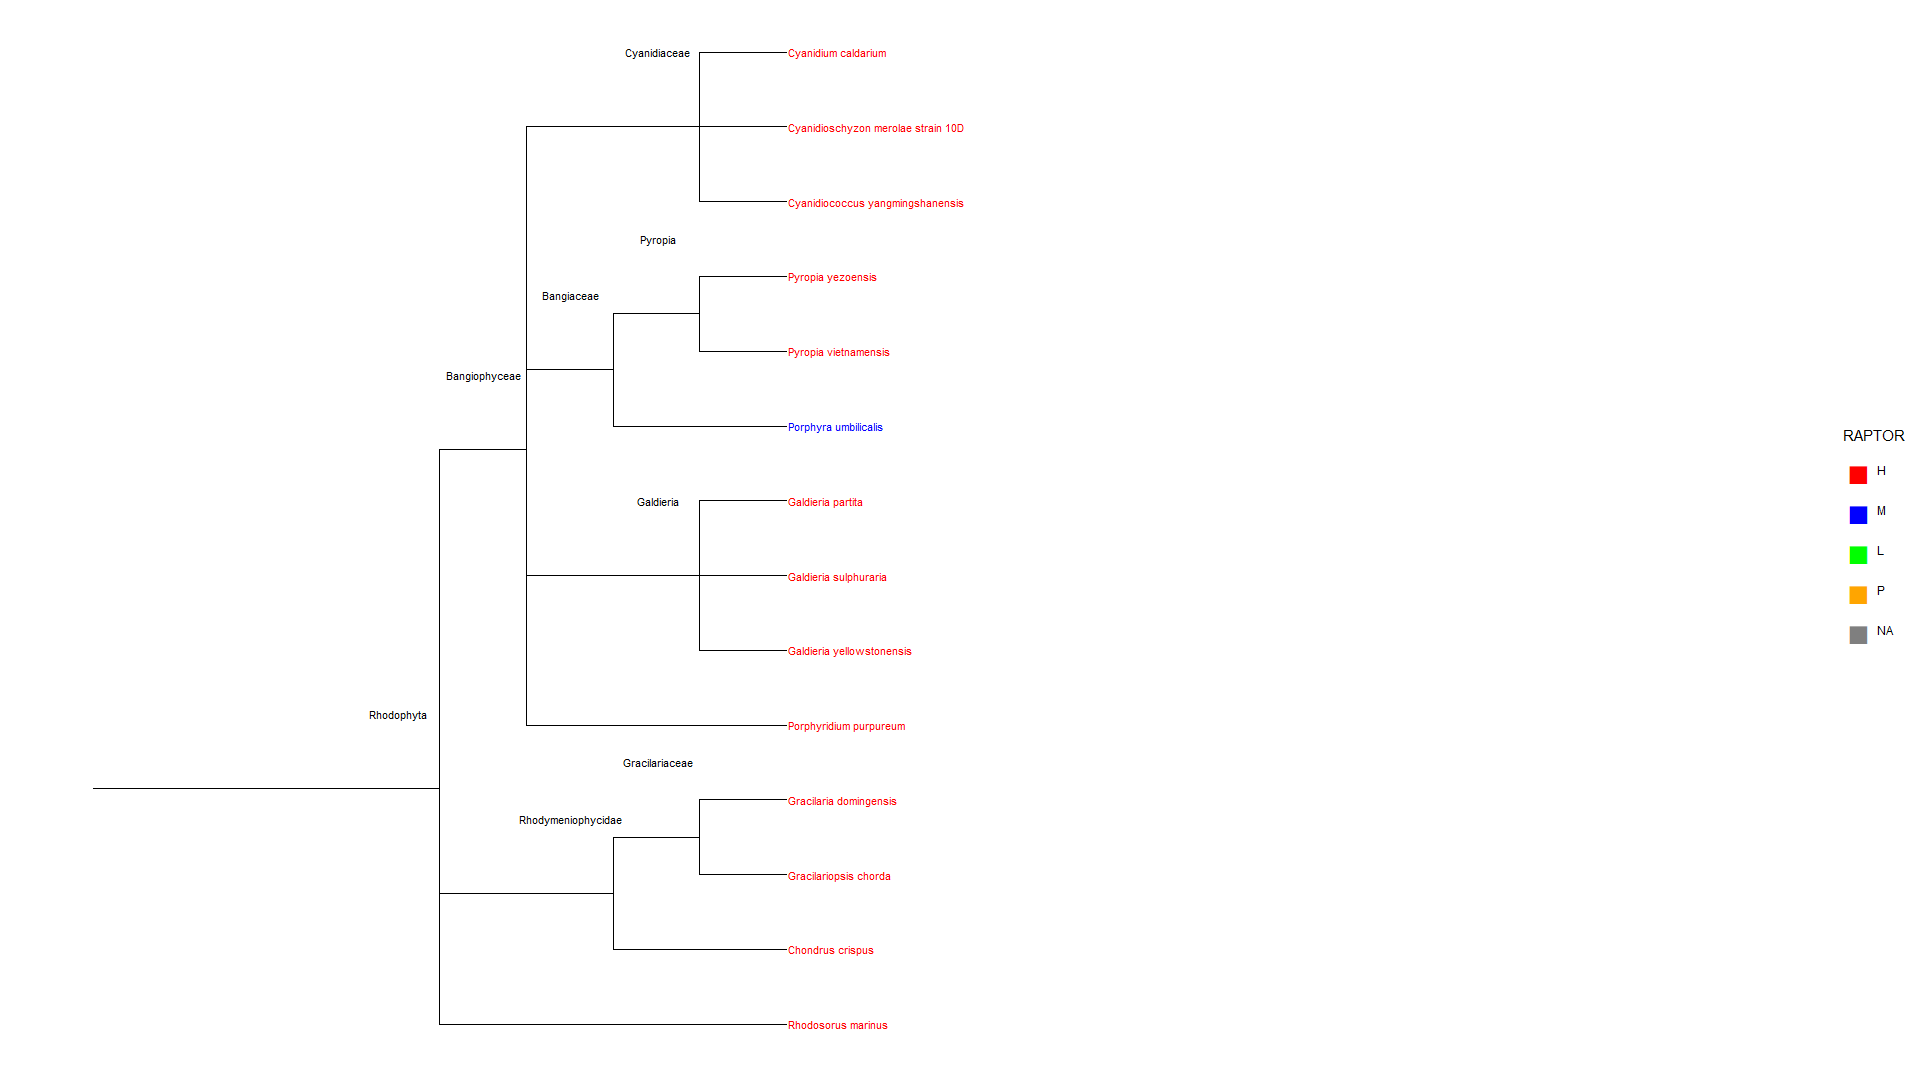 Cyanidiaceae
Cyanidium caldarium
Cyanidioschyzon merolae strain 10D
Cyanidiococcus yangmingshanensis
Pyropia
Pyropia yezoensis
Bangiaceae
Pyropia vietnamensis
Bangiophyceae
Porphyra umbilicalis
Galdieria
Galdieria partita
Galdieria sulphuraria
Galdieria yellowstonensis
Rhodophyta
Porphyridium purpureum
Gracilariaceae
Gracilaria domingensis
Rhodymeniophycidae
Gracilariopsis chorda
Chondrus crispus
Rhodosorus marinus
RAPTOR
H
M
L
P
NA